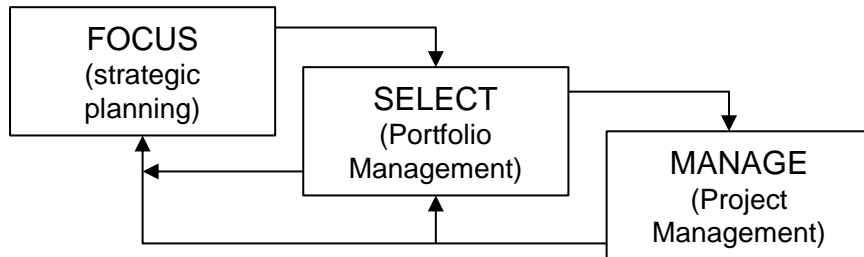 FOCUS
(strategic
planning)
SELECT
(Portfolio
Management)
MANAGE
(Project
Management)